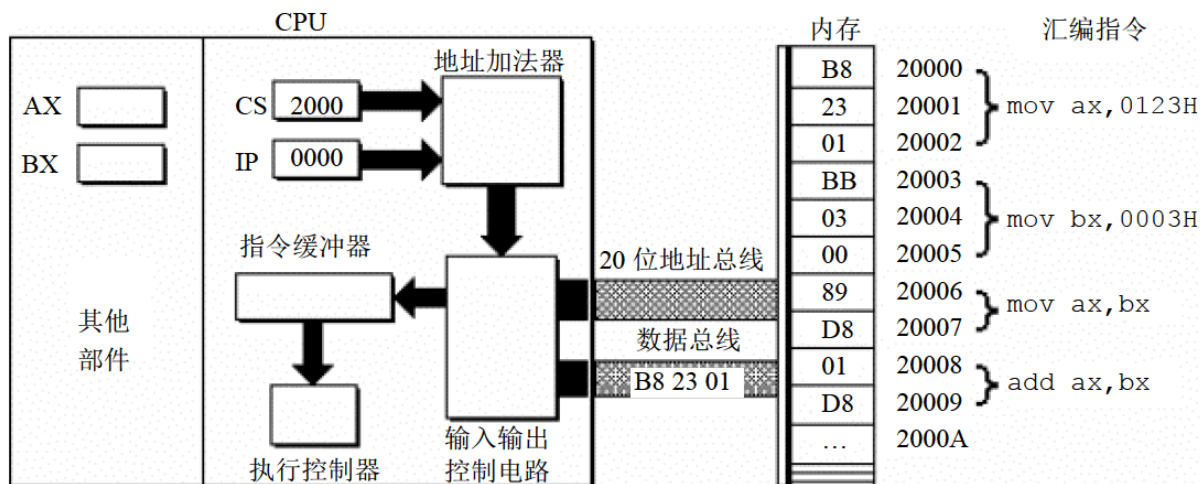 CPU
内存
汇编指令
地址加法器
AX
BX
CS
2000
IP
0000
指令缓冲器
其他
部件
执行控制器
输入输出
控制电路
20 位地址总线
数据总线
B8 23 01
B8 20000
23 20001
01 20002
mov ax,0123H
BB 20003
03 20004
00 20005
mov bx,0003H
89 20006
D8 20007
mov ax,bx
01 20008
D8 20009
add ax,bx
… 2000A